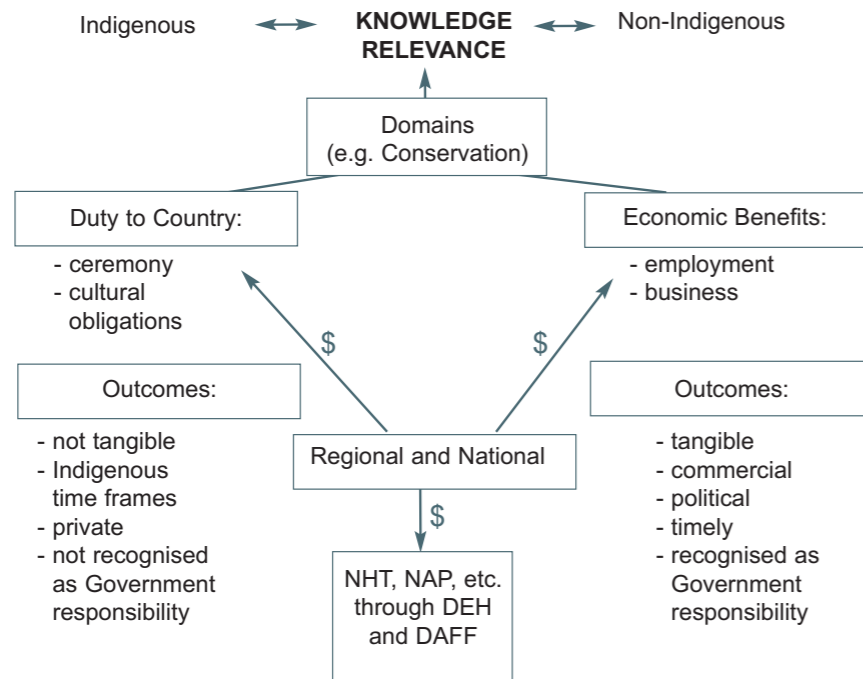 Indigenous
KNOWLEDGE
RELEVANCE
Non-Indigenous
Domains
(e.g. Conservation)
Duty to Country:
- ceremony
- cultural
obligations
Economic Benefits:
- employment
- business
$
$
Outcomes:
- not tangible
- Indigenous
time frames
- private
- not recognised
as Government
responsibility
Regional and National
$
NHT, NAP, etc.
through DEH
and DAFF
Outcomes:
- tangible
- commercial
- political
- timely
- recognised as
Government
responsibility